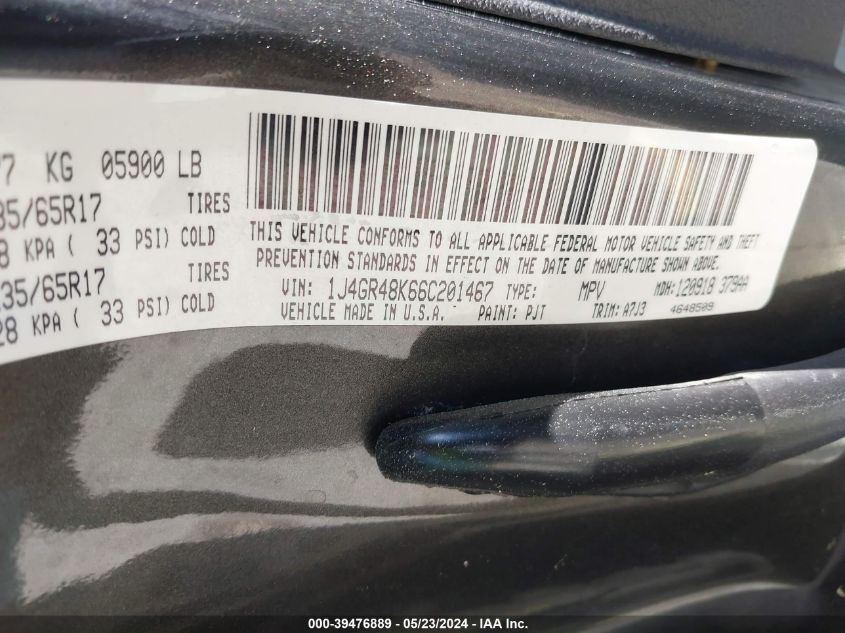 7 KG 05900 LB
35/65R17 TIRES
8 KPA ( 33 PSI) COLD
35/65R17 TIRES
28 KPA ( 33 PSI) COLD
THIS VEHICLE CONFORMS TO ALL APPLICABLE FEDERAL MOTOR VEHICLE SAFETY AND THEFT
PREVENTION STANDARDS IN EFFECT ON THE DATE OF MANUFACTURE SHOWN ABOVE.
VIN: 1J4GR48K66C201467 TYPE: MPV MDH:120918 379AA
VEHICLE MADE IN U.S.A. PAINT: PJT TRIM: A7J3 4648509
000-39476889 - 05/23/2024 - IAA Inc.